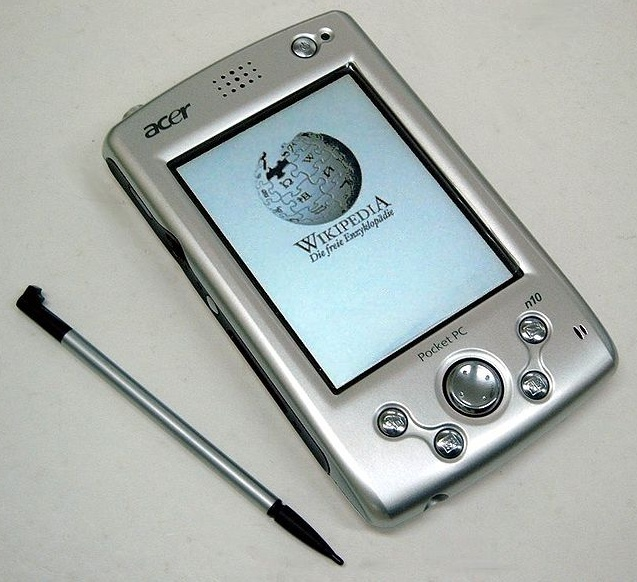 acer
WIKIPEDIA
Die freie Enzyklopädie
n10
Pocket PC